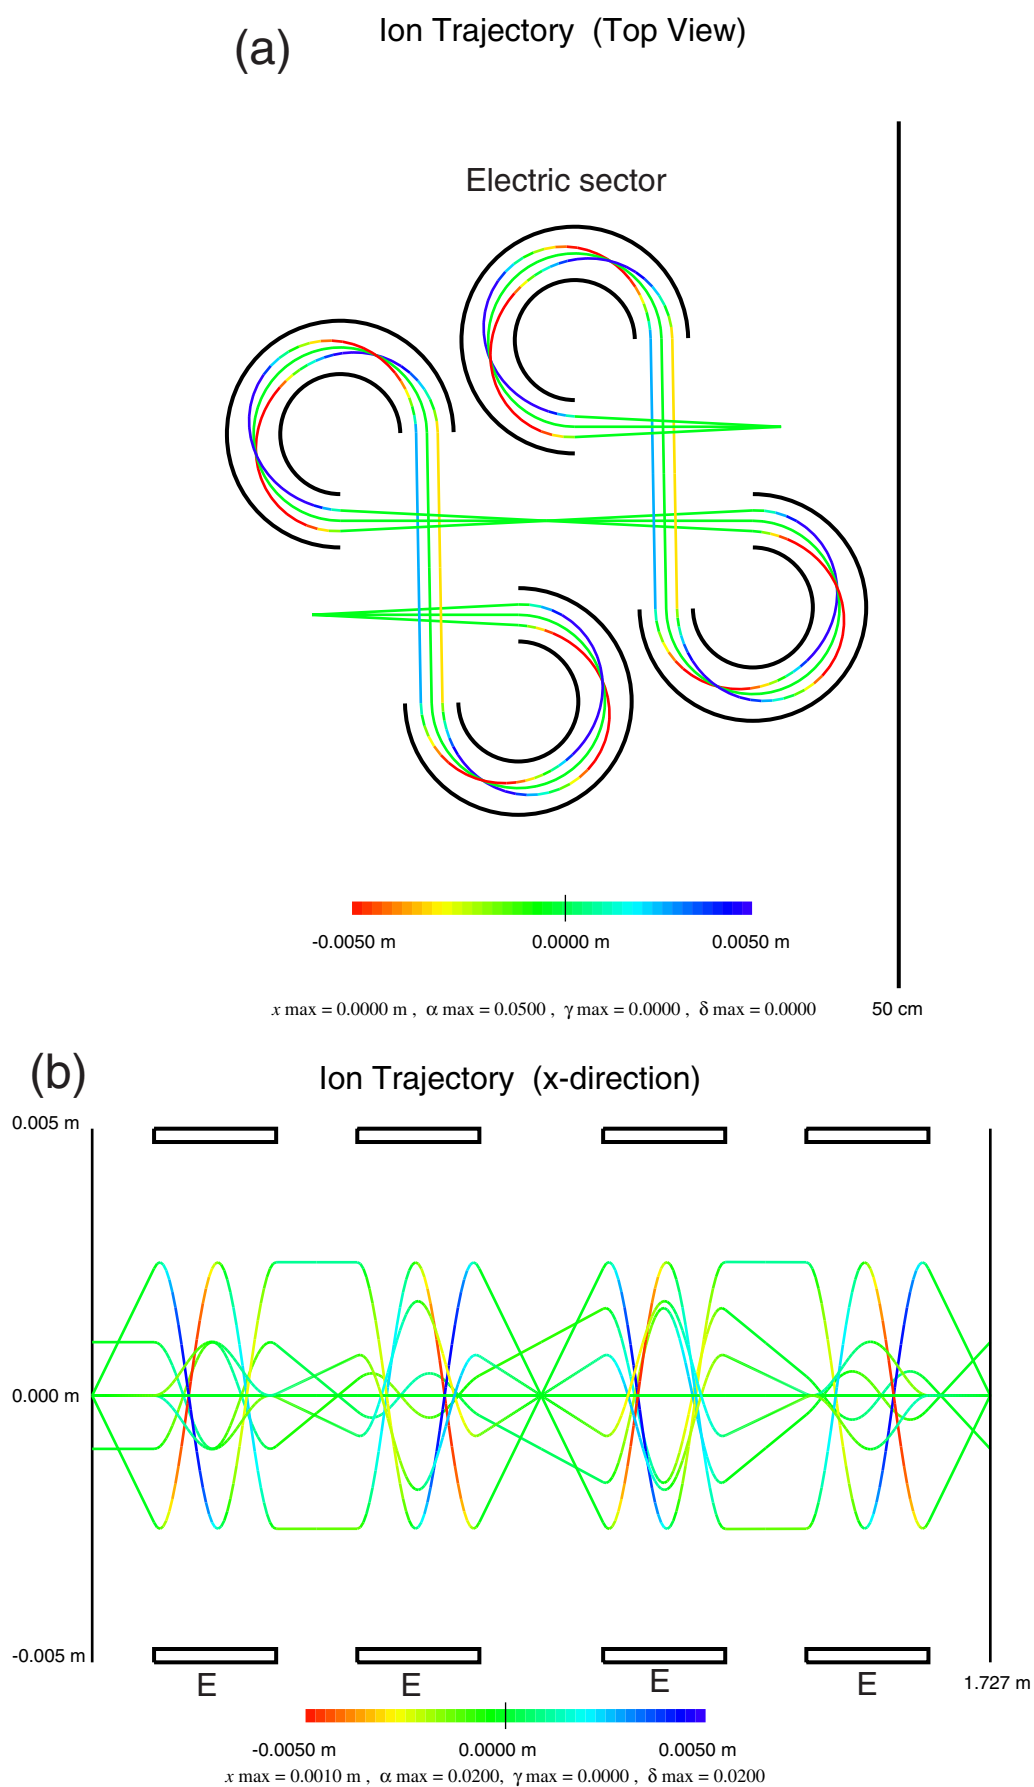 (a)
Ion Trajectory (Top View)
Electric sector
-0.0050 m 0.0000 m 0.0050 m
x max = 0.0000 m , α max = 0.0500 , γ max = 0.0000 , δ max = 0.0000
50 cm
(b)
Ion Trajectory (x-direction)
0.005 m
0.000 m
-0.005 m
E E E E
1.727 m
-0.0050 m 0.0000 m 0.0050 m
x max = 0.0010 m , α max = 0.0200, γ max = 0.0000 , δ max = 0.0200